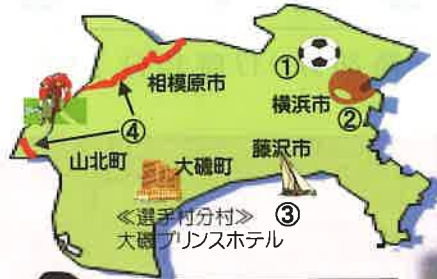 ①
相模原市
横浜市
②
④
山北町
大磯町
藤沢市
≪選手村分村≫
③
大磯プリンスホテル